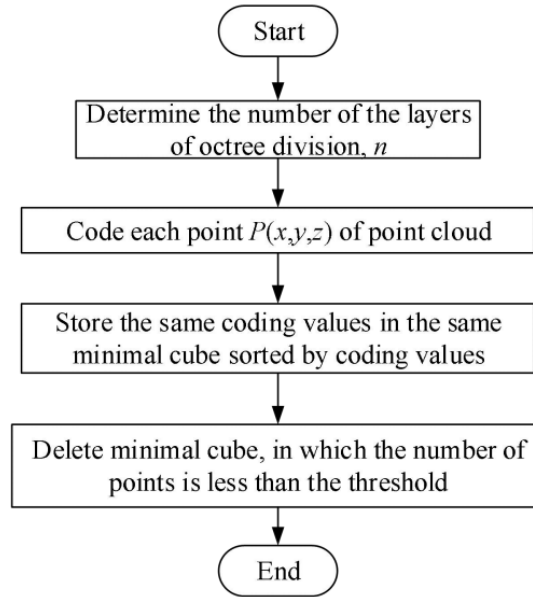 Start
Determine the number of the layers
of octree division, n
Code each point P(x,y,z) of point cloud
Store the same coding values in the same
minimal cube sorted by coding values
Delete minimal cube, in which the number of
points is less than the threshold
End